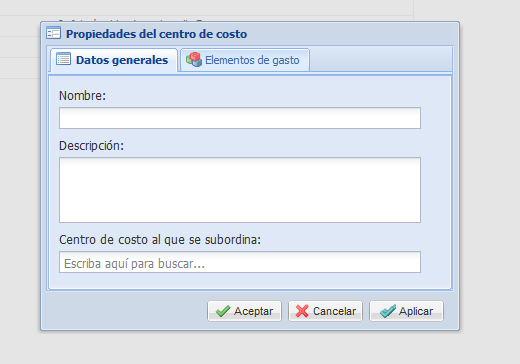 Propiedades del centro de costo
Datos generales
Elementos de gasto
Nombre:
Descripción:
Centro de costo al que se subordina:
Escriba aquí para buscar...
Aceptar
Cancelar
Aplicar